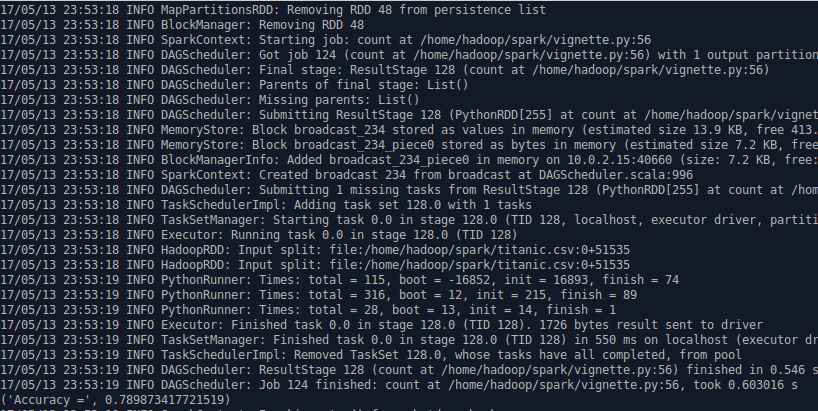 17/05/13 23:53:18 INFO MapPartitionsRDD: Removing RDD 48 from persistence list
17/05/13 23:53:18 INFO BlockManager: Removing RDD 48
17/05/13 23:53:18 INFO SparkContext: Starting job: count at /home/hadoop/spark/vignette.py:56
17/05/13 23:53:18 INFO DAGScheduler: Got job 124 (count at /home/hadoop/spark/vignette.py:56) with 1 output partition
17/05/13 23:53:18 INFO DAGScheduler: Final stage: ResultStage 128 (count at /home/hadoop/spark/vignette.py:56)
17/05/13 23:53:18 INFO DAGScheduler: Parents of final stage: List()
17/05/13 23:53:18 INFO DAGScheduler: Missing parents: List()
17/05/13 23:53:18 INFO DAGScheduler: Submitting ResultStage 128 (PythonRDD[255] at count at /home/hadoop/spark/vignet
17/05/13 23:53:18 INFO MemoryStore: Block broadcast_234 stored as values in memory (estimated size 13.9 KB, free 413.
17/05/13 23:53:18 INFO MemoryStore: Block broadcast_234_piece0 stored as bytes in memory (estimated size 7.2 KB, free
17/05/13 23:53:18 INFO BlockManagerInfo: Added broadcast_234_piece0 in memory on 10.0.2.15:40660 (size: 7.2 KB, free:
17/05/13 23:53:18 INFO SparkContext: Created broadcast 234 from broadcast at DAGScheduler.scala:996
17/05/13 23:53:18 INFO DAGScheduler: Submitting 1 missing tasks from ResultStage 128 (PythonRDD[255] at count at /hom
17/05/13 23:53:18 INFO TaskSchedulerImpl: Adding task set 128.0 with 1 tasks
17/05/13 23:53:18 INFO TaskSetManager: Starting task 0.0 in stage 128.0 (TID 128, localhost, executor driver, partiti
17/05/13 23:53:18 INFO Executor: Running task 0.0 in stage 128.0 (TID 128)
17/05/13 23:53:18 INFO HadoopRDD: Input split: file:/home/hadoop/spark/titanic.csv:0+51535
17/05/13 23:53:18 INFO HadoopRDD: Input split: file:/home/hadoop/spark/titanic.csv:0+51535
17/05/13 23:53:19 INFO PythonRunner: Times: total = 115, boot = -16852, init = 16893, finish = 74
17/05/13 23:53:19 INFO PythonRunner: Times: total = 316, boot = 12, init = 215, finish = 89
17/05/13 23:53:19 INFO PythonRunner: Times: total = 28, boot = 13, init = 14, finish = 1
17/05/13 23:53:19 INFO Executor: Finished task 0.0 in stage 128.0 (TID 128). 1726 bytes result sent to driver
17/05/13 23:53:19 INFO TaskSetManager: Finished task 0.0 in stage 128.0 (TID 128) in 550 ms on localhost (executor dr
17/05/13 23:53:19 INFO TaskSchedulerImpl: Removed TaskSet 128.0, whose tasks have all completed, from pool
17/05/13 23:53:19 INFO DAGScheduler: ResultStage 128 (count at /home/hadoop/spark/vignette.py:56) finished in 0.546 s
17/05/13 23:53:19 INFO DAGScheduler: Job 124 finished: count at /home/hadoop/spark/vignette.py:56, took 0.603016 s
('Accuracy =', 0.789873417721519)